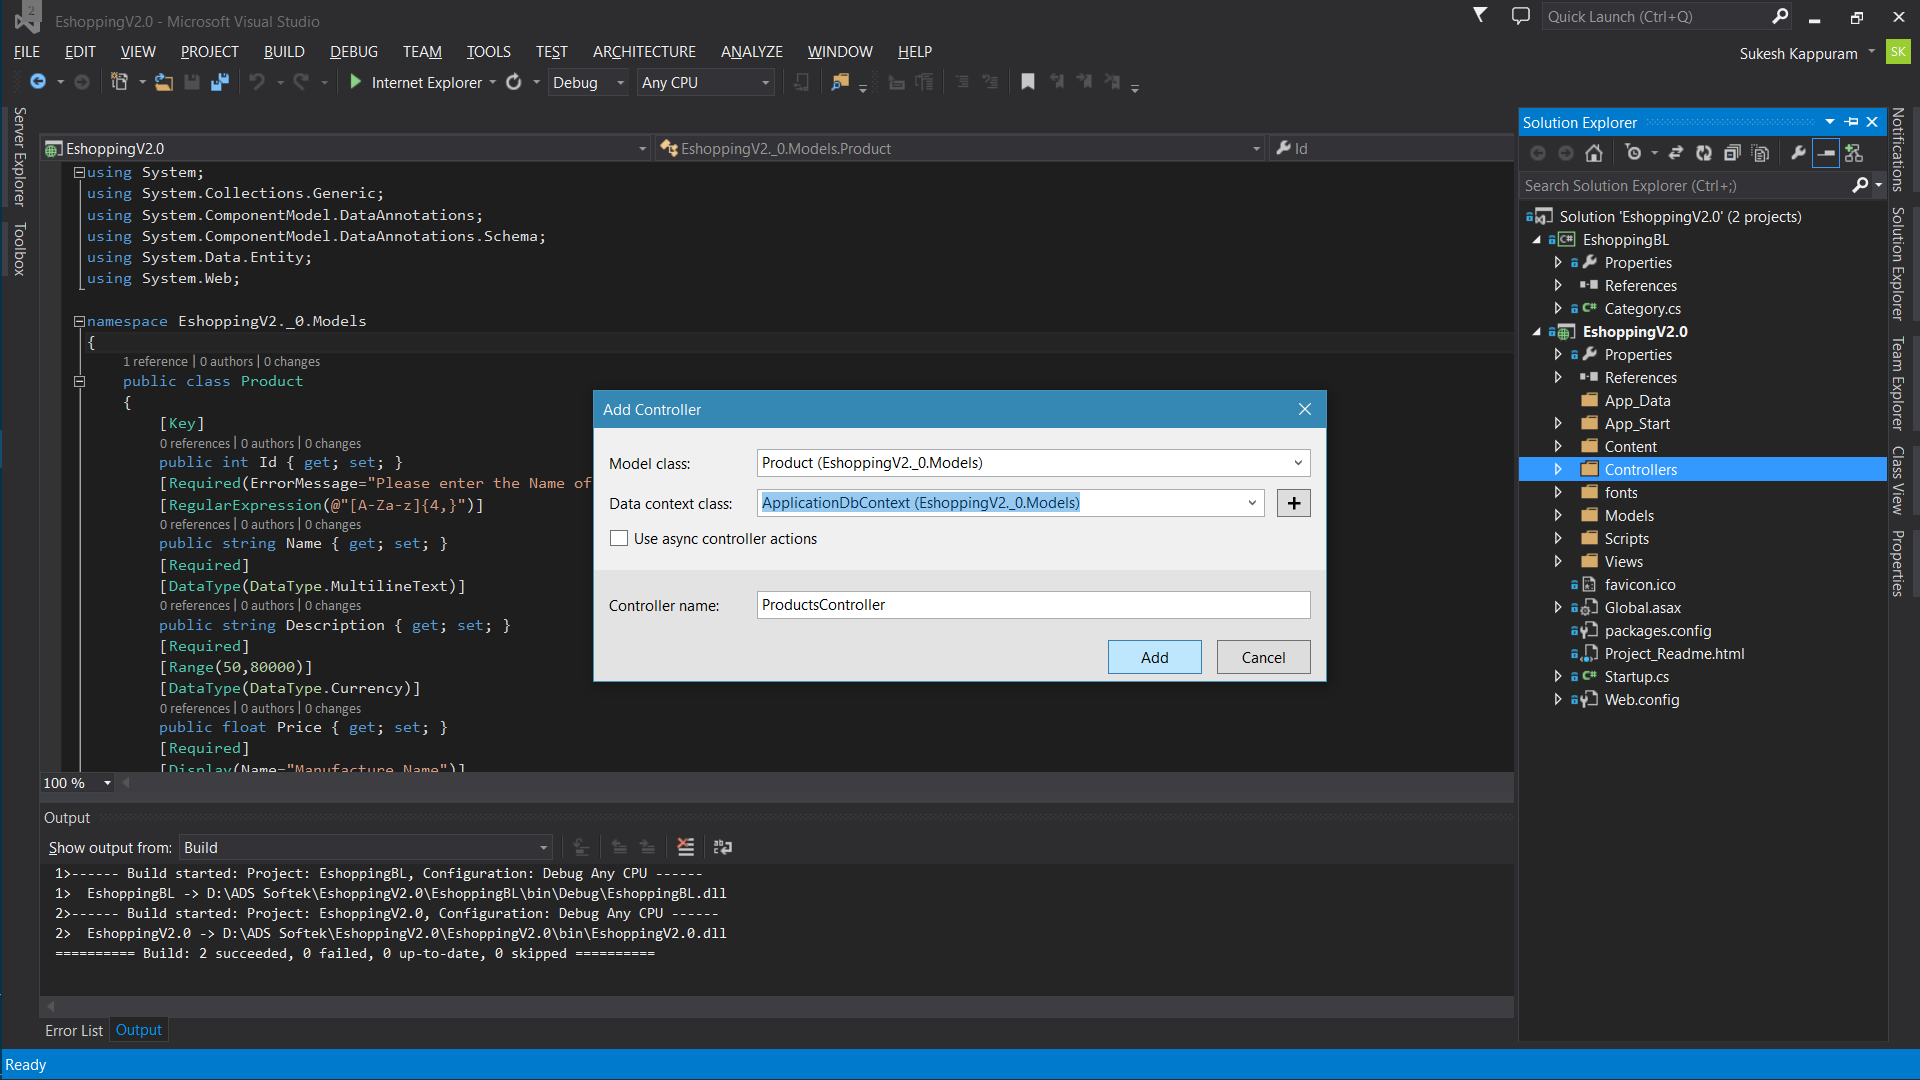 2
EshoppingV2.0 - Microsoft Visual Studio
Quick Launch (Ctrl+Q)
FILE EDIT VIEW PROJECT BUILD DEBUG TEAM TOOLS TEST ARCHITECTURE ANALYZE WINDOW HELP
Sukesh Kappuram SK
Internet Explorer Debug Any CPU
Server Explorer
Toolbox
EshoppingV2.0 EshoppingV2._0.Models.Product Id
using System;
using System.Collections.Generic;
using System.ComponentModel.DataAnnotations;
using System.ComponentModel.DataAnnotations.Schema;
using System.Data.Entity;
using System.Web;
namespace EshoppingV2._0.Models
{
1 reference | 0 authors | 0 changes
public class Product
{
[Key]
0 references | 0 authors | 0 changes
public int Id { get; set; }
[Required(ErrorMessage="Please enter the Name of
[RegularExpression(@"[A-Za-z]{4,}")]
0 references | 0 authors | 0 changes
public string Name { get; set; }
[Required]
[DataType(DataType.MultilineText)]
0 references | 0 authors | 0 changes
public string Description { get; set; }
[Required]
[Range(50,80000)]
[DataType(DataType.Currency)]
0 references | 0 authors | 0 changes
public float Price { get; set; }
[Required]
[Display(Name="Manufacture Name")]
100 %
Add Controller
Model class: Product (EshoppingV2._0.Models)
Data context class: ApplicationDbContext (EshoppingV2._0.Models) +
Use async controller actions
Controller name: ProductsController
Add Cancel
Output
Show output from: Build
1>------ Build started: Project: EshoppingBL, Configuration: Debug Any CPU ------
1> EshoppingBL -> D:\ADS Softek\EshoppingV2.0\EshoppingBL\bin\Debug\EshoppingBL.dll
2>------ Build started: Project: EshoppingV2.0, Configuration: Debug Any CPU ------
2> EshoppingV2.0 -> D:\ADS Softek\EshoppingV2.0\EshoppingV2.0\bin\EshoppingV2.0.dll
========== Build: 2 succeeded, 0 failed, 0 up-to-date, 0 skipped ==========
Error List Output
Ready
Solution Explorer
Search Solution Explorer (Ctrl+;)
Solution 'EshoppingV2.0' (2 projects)
C# EshoppingBL
Properties
References
C# Category.cs
EshoppingV2.0
Properties
References
App_Data
App_Start
Content
Controllers
fonts
Models
Scripts
Views
favicon.ico
Global.asax
packages.config
Project_Readme.html
C# Startup.cs
Web.config
Notifications
Solution Explorer
Team Explorer
Class View
Properties